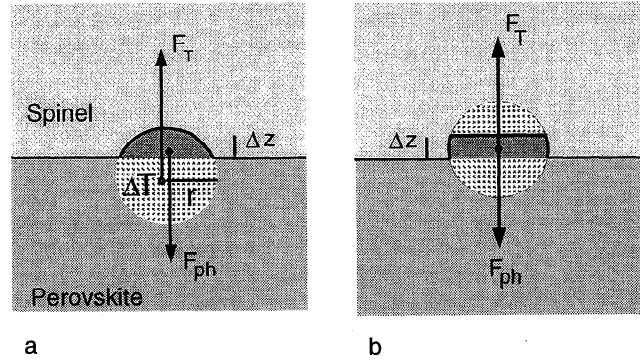 F_T
Spinel
Δz
ΔT
r
F_ph
Perovskite
a
F_T
Δz
F_ph
b